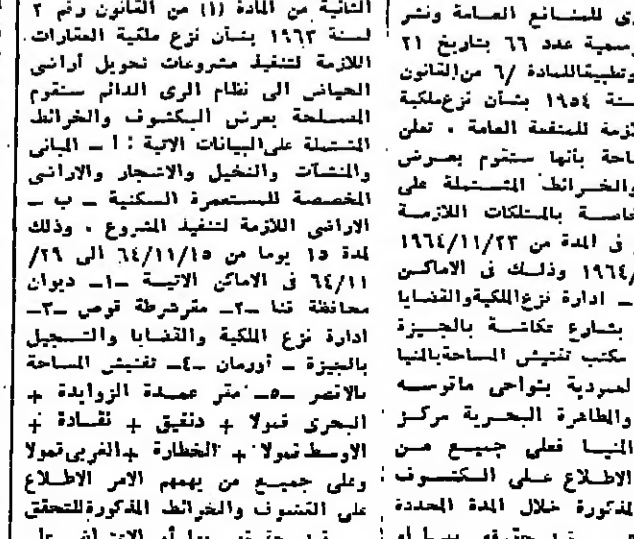 ى للمنافع العامة ونشر
رسمية عدد ٦٦ بتاريخ ٢١
وتطبيقا للمادة /٦ من القانون
سنة ١٩٥٤ بشأن نزع ملكية
لازمة للمنفعة العامة . تعلن
ساحة بأنها ستقوم بعرض
والخرائط المشتملة على
خاصة بالممتلكات اللازمة
فى المدة من ١٩٦٤/١١/٢٣
١٩٦٤/ وذلك فى الاماكن
ـ ادارة نزع الملكية والقضايا
بشارع عكاشة بالجيزة
مكتب تفتيش المساحة بالمنيا
لعبردية بنواحى ماتوسه
والطاهرة البحرية مركز
المنيا فعلى جميع من
الاطلاع على الكشوف
لمذكورة خلال المدة المحددة
الثانية من المادة (١) من القانون رقم ٢
لسنة ١٩٦٣ بشأن نزع ملكية العقارات
اللازمة لتنفيذ مشروعات تحويل أراضى
الحياض الى نظام الرى الدائم ستقوم
المصلحة بعرض الكشوف والخرائط
المشتملة على البيانات الاتية : أ ـ المبانى
والمنشآت والنخيل والاشجار والاراضى
المخصصة للمستعمرة السكنية ـ ب ـ
الاراضى اللازمة لتنفيذ المشروع . وذلك
لمدة ١٥ يوما من ٦٤/١١/١٥ الى ٢٩/
٦٤/١١ فى الاماكن الاتية ـ١ـ ديوان
محافظة قنا ـ٢ـ مقر شرطة قوص ـ٣ـ
ادارة نزع الملكية والقضايا والتسجيل
بالجيزة ـ أورمان ـ٤ـ تفتيش المساحة
بالاقصر ـ٥ـ مقر عمدة الزوايدة +
البحرى قمولا + دنفيق + نقادة +
الاوسط قمولا + الخطارة + الغربى قمولا
وعلى جميع من يهمهم الامر الاطلاع
على الكشوف والخرائط المذكورة للتحقق